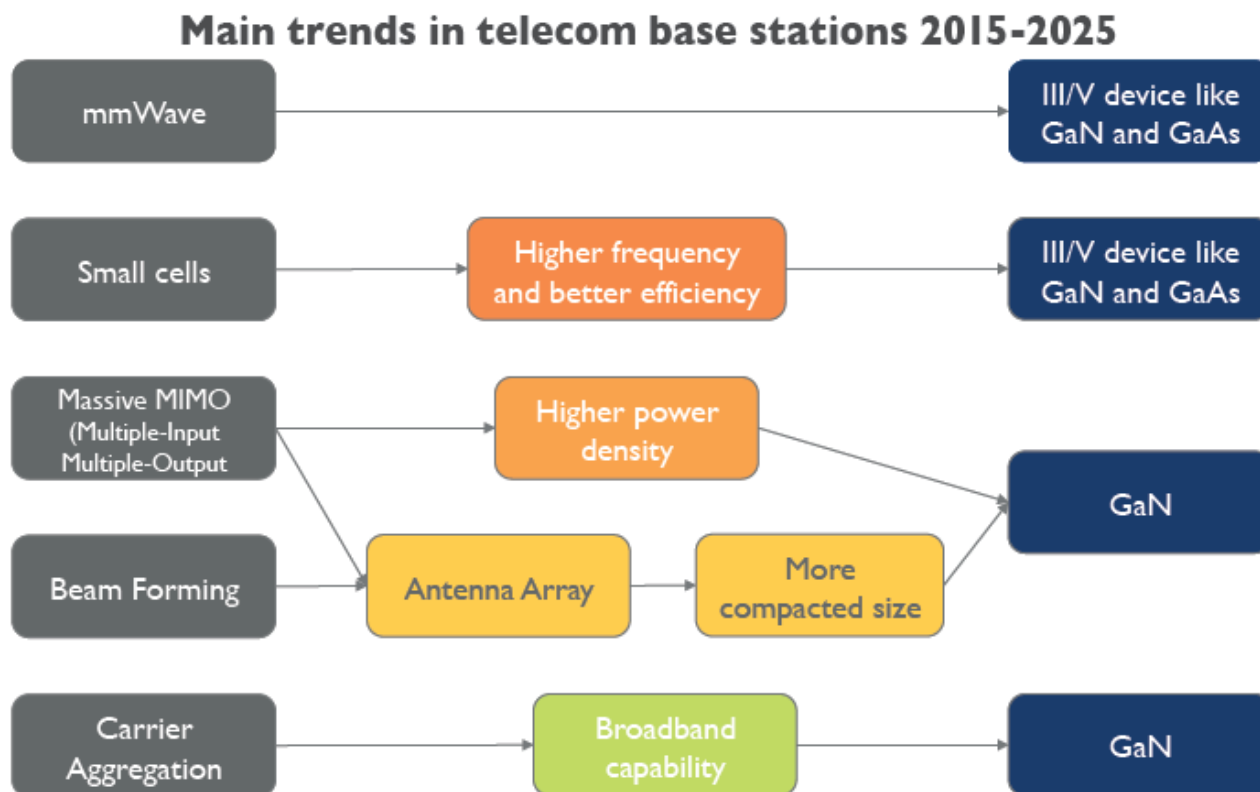 Main trends in telecom base stations 2015-2025
mmWave
III/V device like
GaN and GaAs
Small cells
Higher frequency
and better efficiency
III/V device like
GaN and GaAs
Massive MIMO
(Multiple-Input
Multiple-Output
Higher power
density
GaN
Beam Forming
Antenna Array
More
compacted size
Carrier
Aggregation
Broadband
capability
GaN